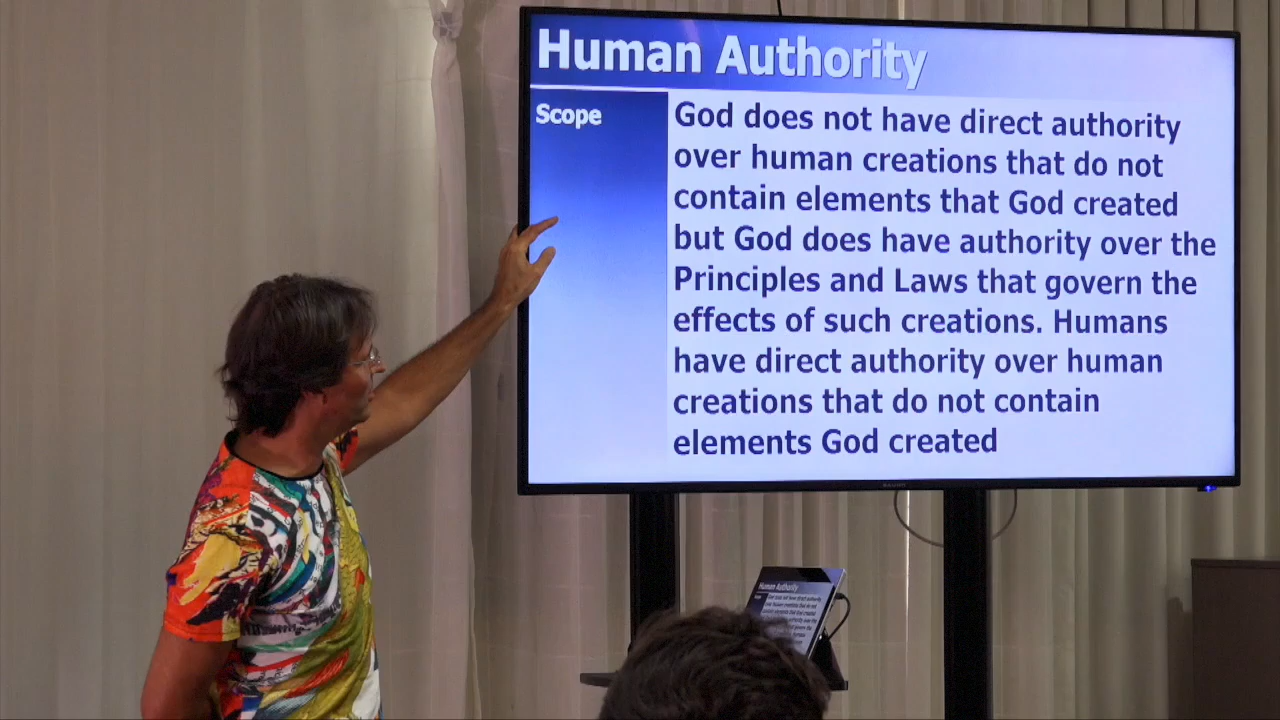 Human Authority
Scope
God does not have direct authority
over human creations that do not
contain elements that God created
but God does have authority over the
Principles and Laws that govern the
effects of such creations. Humans
have direct authority over human
creations that do not contain
elements God created
Human Authority